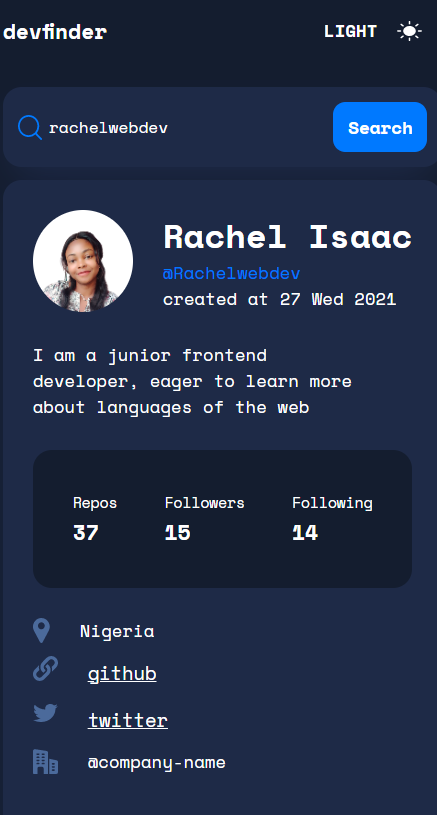 devfinder
LIGHT
rachelwebdev
Search
Rachel Isaac
@Rachelwebdev
created at 27 Wed 2021
I am a junior frontend
developer, eager to learn more
about languages of the web
Repos Followers Following
37 15 14
Nigeria
github
twitter
@company-name